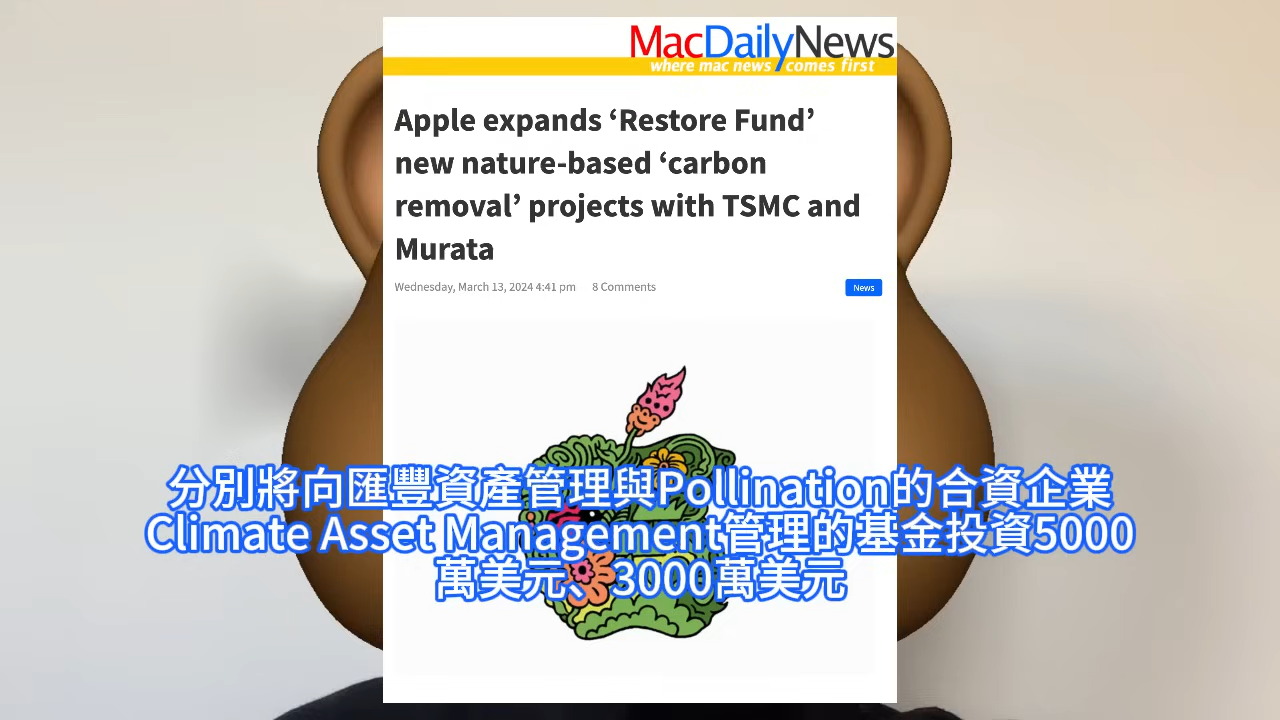 MacDailyNews
where mac news comes first
Apple expands ‘Restore Fund’
new nature-based ‘carbon
removal’ projects with TSMC and
Murata
Wednesday, March 13, 2024 4:41 pm 8 Comments News
分別將向匯豐資產管理與Pollination的合資企業
Climate Asset Management管理的基金投資5000
萬美元、3000萬美元